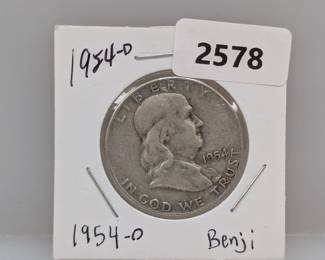 1954-D
2578
LIBERTY
1954
IN GOD WE TRUST
1954-D
Benji